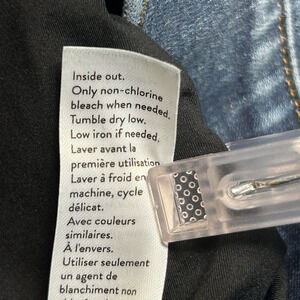 Inside out.
Only non-chlorine
bleach when needed.
Tumble dry low.
Low iron if needed.
Laver avant la
première utilisation
Laver à froid en
machine, cycle
délicat.
Avec couleurs
similaires.
À l'envers.
Utiliser seulement
un agent de
blanchiment non